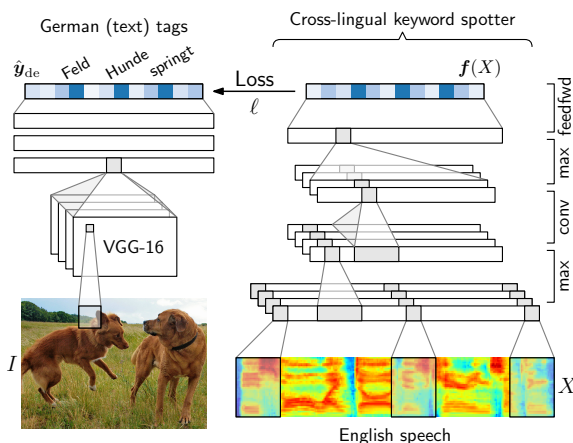 German (text) tags
Cross-lingual keyword spotter
ŷ_de
Feld
Hunde
springt
Loss
ℓ
f(X)
feedfwd
max
conv
max
VGG-16
I
X
English speech